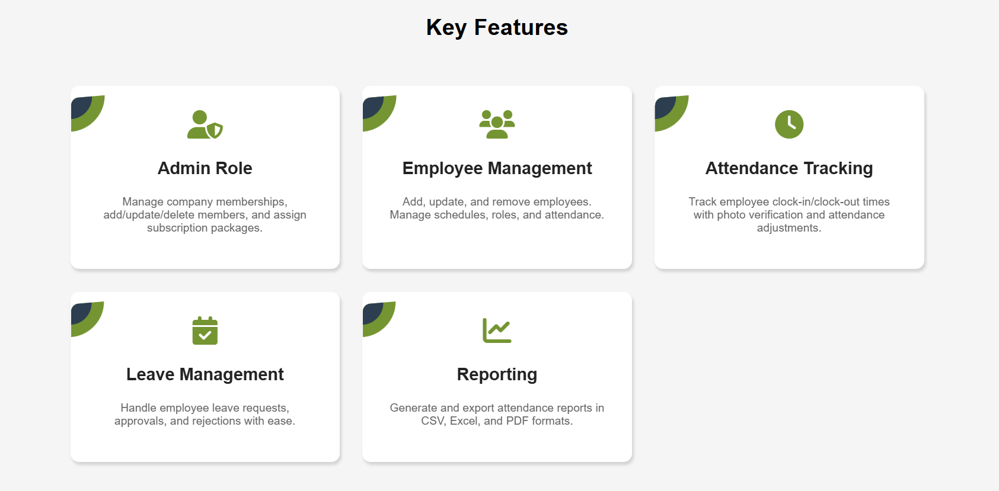 Key Features
Admin Role
Manage company memberships,
add/update/delete members, and assign
subscription packages.
Employee Management
Add, update, and remove employees.
Manage schedules, roles, and attendance.
Attendance Tracking
Track employee clock-in/clock-out times
with photo verification and attendance
adjustments.
Leave Management
Handle employee leave requests,
approvals, and rejections with ease.
Reporting
Generate and export attendance reports in
CSV, Excel, and PDF formats.